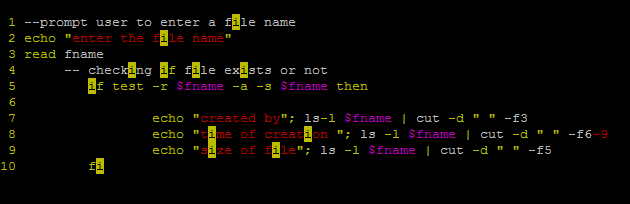 1 --prompt user to enter a file name
2 echo "enter the file name"
3 read fname
4 -- checking if file exists or not
5 if test -r $fname -a -s $fname then
6
7 echo "created by"; ls-l $fname | cut -d " " -f3
8 echo "time of creation "; ls -l $fname | cut -d " " -f6-9
9 echo "size of file"; ls -l $fname | cut -d " " -f5
10 fi